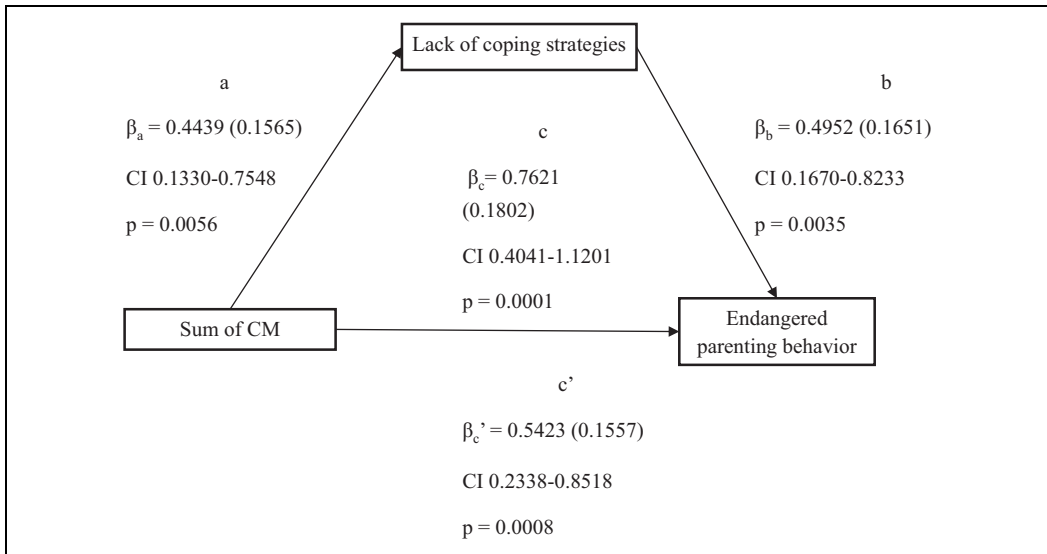 Lack of coping strategies
a
βa = 0.4439 (0.1565)
CI 0.1330-0.7548
p = 0.0056
b
βb = 0.4952 (0.1651)
CI 0.1670-0.8233
p = 0.0035
c
βc= 0.7621
(0.1802)
CI 0.4041-1.1201
p = 0.0001
Sum of CM
Endangered
parenting behavior
c’
βc’ = 0.5423 (0.1557)
CI 0.2338-0.8518
p = 0.0008